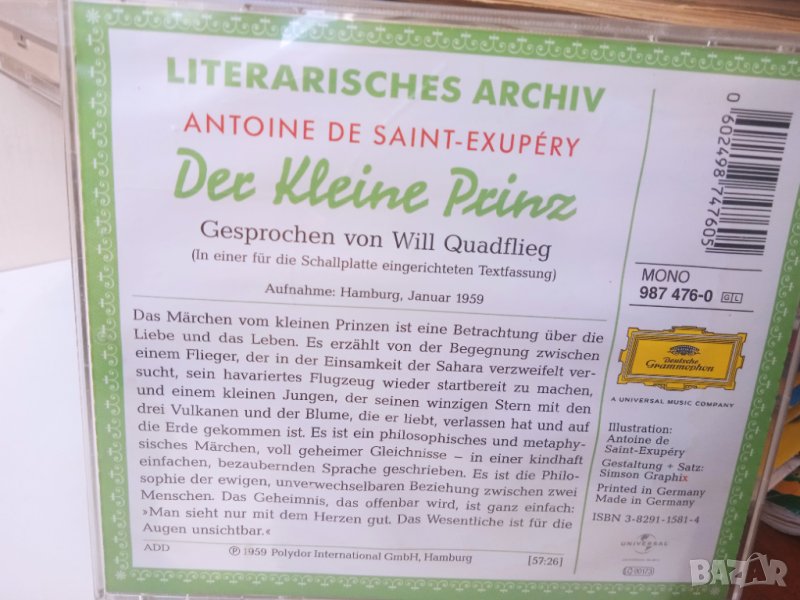 LITERARISCHES ARCHIV
ANTOINE DE SAINT-EXUPÉRY
Der Kleine Prinz
Gesprochen von Will Quadflieg
(In einer für die Schallplatte eingerichteten Textfassung)
Aufnahme: Hamburg, Januar 1959
Das Märchen vom kleinen Prinzen ist eine Betrachtung über die
Liebe und das Leben. Es erzählt von der Begegnung zwischen
einem Flieger, der in der Einsamkeit der Sahara verzweifelt ver-
sucht, sein havariertes Flugzeug wieder startbereit zu machen,
und einem kleinen Jungen, der seinen winzigen Stern mit den
drei Vulkanen und der Blume, die er liebt, verlassen hat und auf
die Erde gekommen ist. Es ist ein philosophisches und metaphy-
sisches Märchen, voll geheimer Gleichnisse – in einer kindhaft
einfachen, bezaubernden Sprache geschrieben. Es ist die Philo-
sophie der ewigen, unverwechselbaren Beziehung zwischen zwei
Menschen. Das Geheimnis, das offenbar wird, ist ganz einfach:
»Man sieht nur mit dem Herzen gut. Das Wesentliche ist für die
Augen unsichtbar.«
ADD
℗ 1959 Polydor International GmbH, Hamburg
[57:26]
0 602498 747605
MONO
987 476-0 GL
Deutsche
Grammophon
A UNIVERSAL MUSIC COMPANY
Illustration:
Antoine de
Saint-Exupéry
Gestaltung + Satz:
Simson Graphix
Printed in Germany
Made in Germany
ISBN 3-8291-1581-4
UNIVERSAL
LC 00173
BAZAR